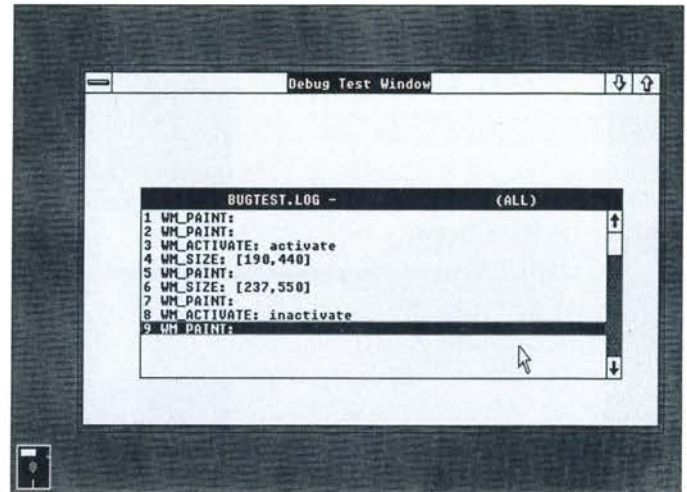 Debug Test Window
BUGTEST.LOG - (ALL)
1 WM_PAINT:
2 WM_PAINT:
3 WM_ACTIVATE: activate
4 WM_SIZE: [190,440]
5 WM_PAINT:
6 WM_SIZE: [237,550]
7 WM_PAINT:
8 WM_ACTIVATE: inactivate
9 WM_PAINT: